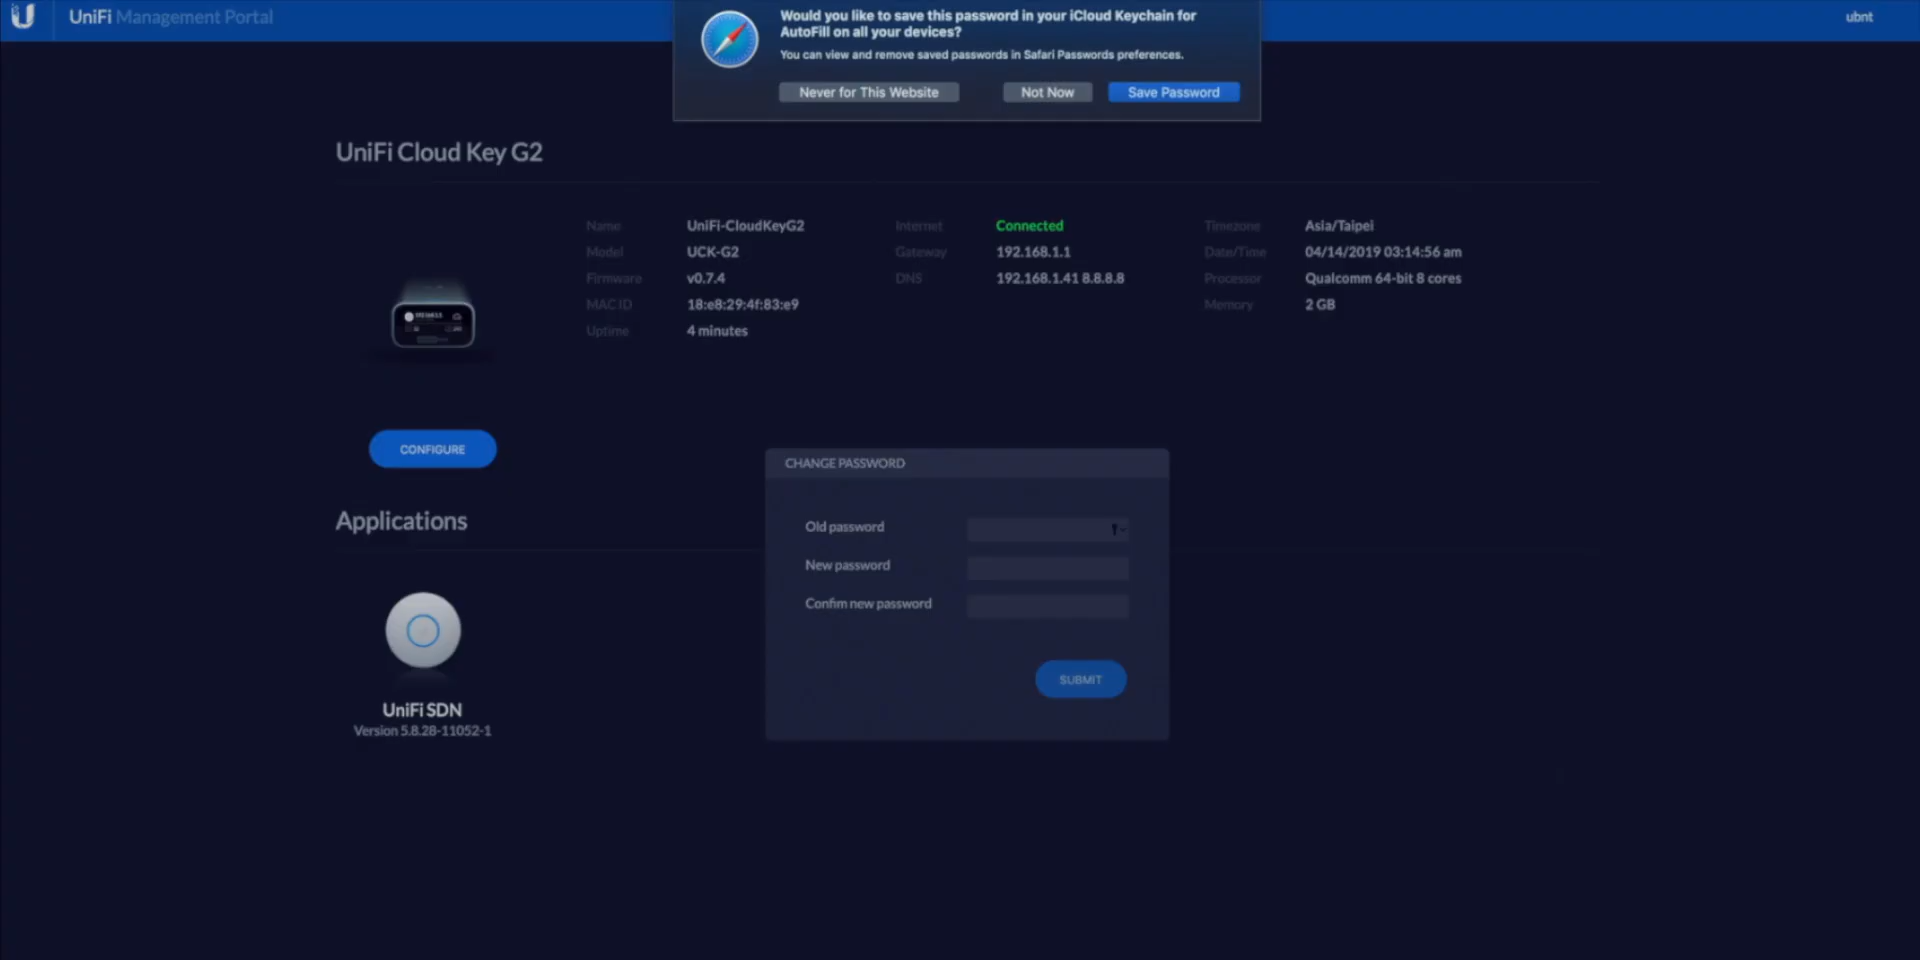 UniFi Management Portal
ubnt
Would you like to save this password in your iCloud Keychain for
AutoFill on all your devices?
You can view and remove saved passwords in Safari Passwords preferences.
Never for This Website
Not Now
Save Password
UniFi Cloud Key G2
Name UniFi-CloudKeyG2
Model UCK-G2
Firmware v0.7.4
MAC ID 18:e8:29:4f:83:e9
Uptime 4 minutes
Internet Connected
Gateway 192.168.1.1
DNS 192.168.1.41 8.8.8.8
Timezone Asia/Taipei
Date/Time 04/14/2019 03:14:56 am
Processor Qualcomm 64-bit 8 cores
Memory 2 GB
CONFIGURE
CHANGE PASSWORD
Old password
New password
Confim new password
SUBMIT
Applications
UniFi SDN
Version 5.8.28-11052-1